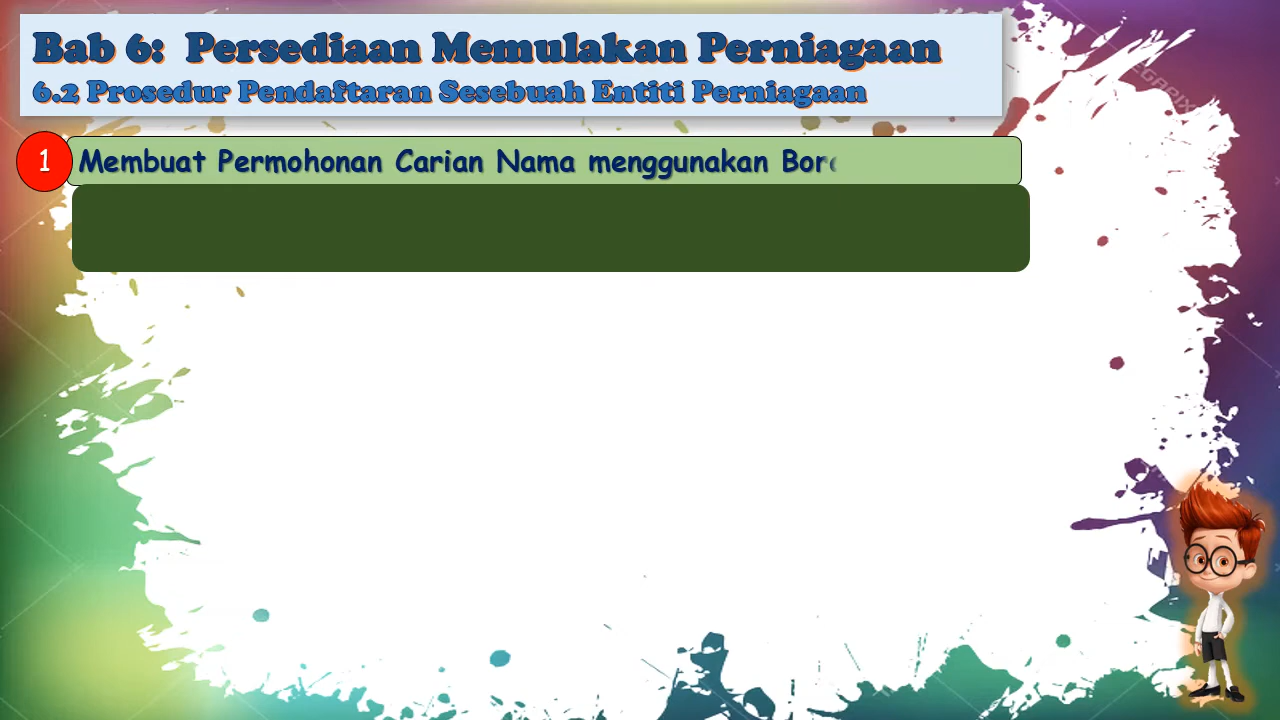 Bab 6: Persediaan Memulakan Perniagaan
6.2 Prosedur Pendaftaran Sesebuah Entiti Perniagaan
1 Membuat Permohonan Carian Nama menggunakan